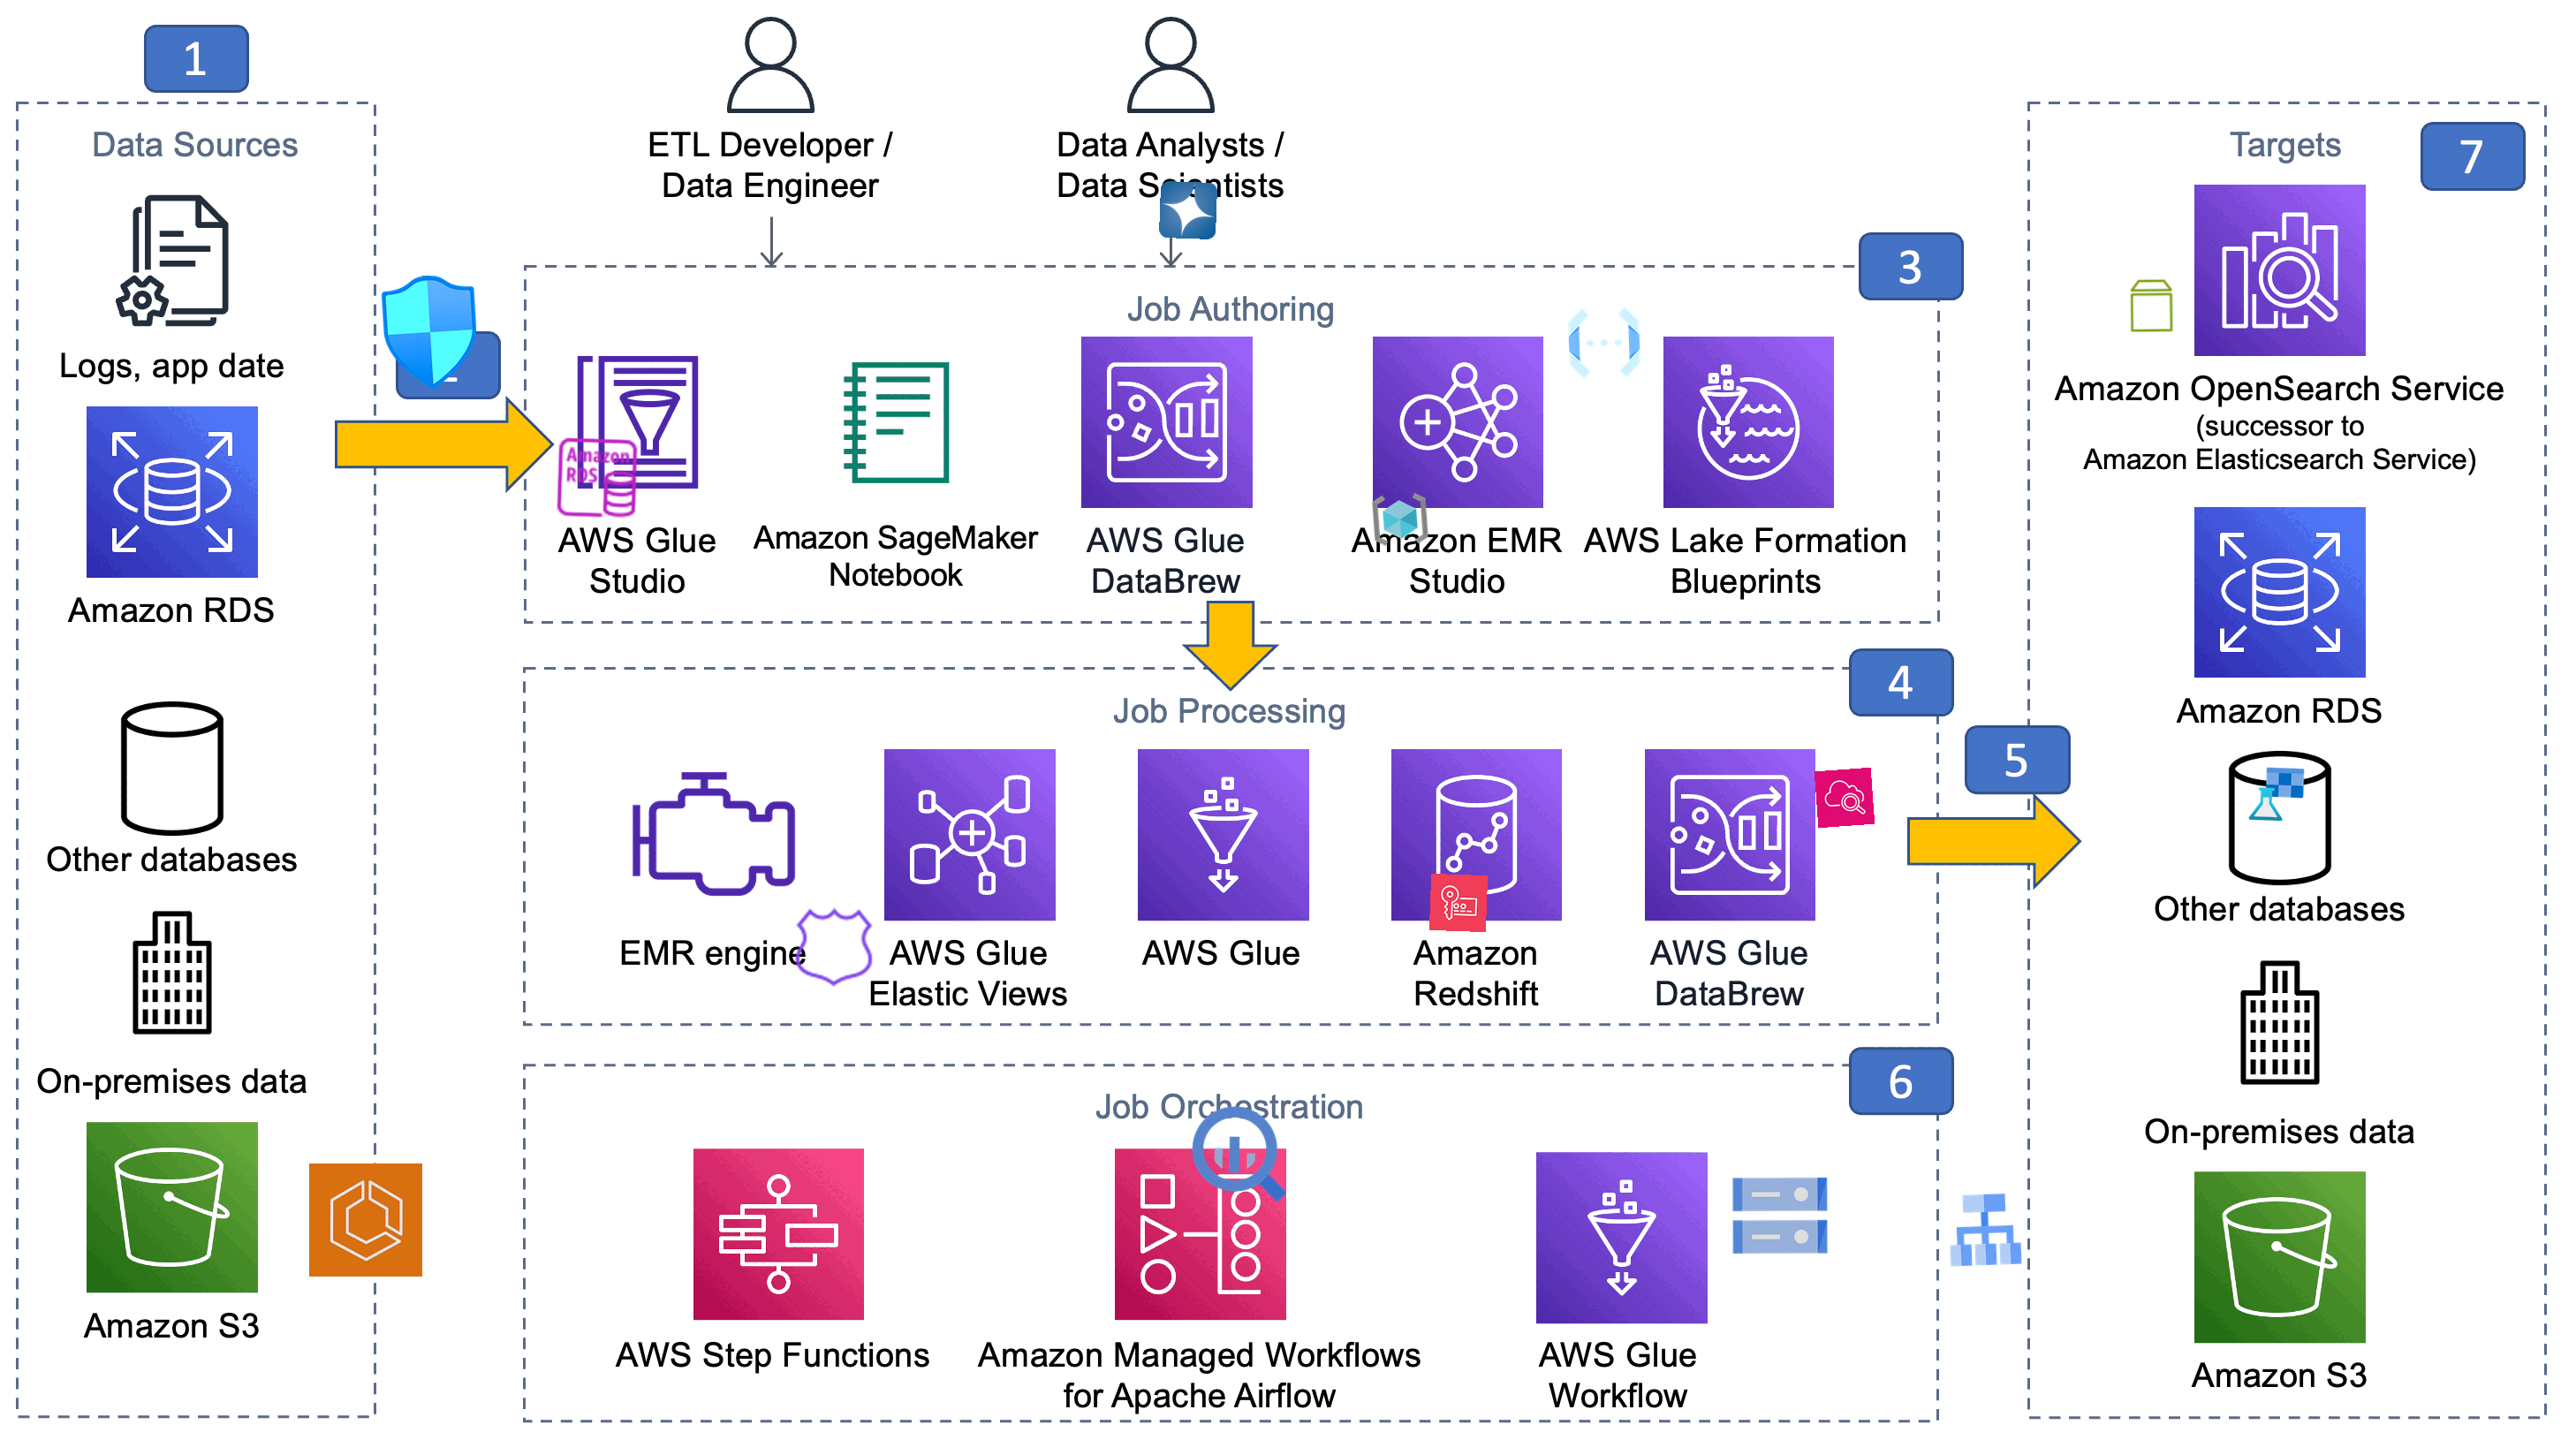 1
Data Sources
Logs, app date
Amazon RDS
Other databases
On-premises data
Amazon S3
ETL Developer /
Data Engineer
Data Analysts /
Data Scientists
3
Job Authoring
Amazon
RDS
AWS Glue
Studio
Amazon SageMaker
Notebook
AWS Glue
DataBrew
Amazon EMR
Studio
AWS Lake Formation
Blueprints
4
Job Processing
EMR engine
AWS Glue
Elastic Views
AWS Glue
Amazon
Redshift
AWS Glue
DataBrew
5
6
Job Orchestration
AWS Step Functions
Amazon Managed Workflows
for Apache Airflow
AWS Glue
Workflow
7
Targets
Amazon OpenSearch Service
(successor to
Amazon Elasticsearch Service)
Amazon RDS
Other databases
On-premises data
Amazon S3